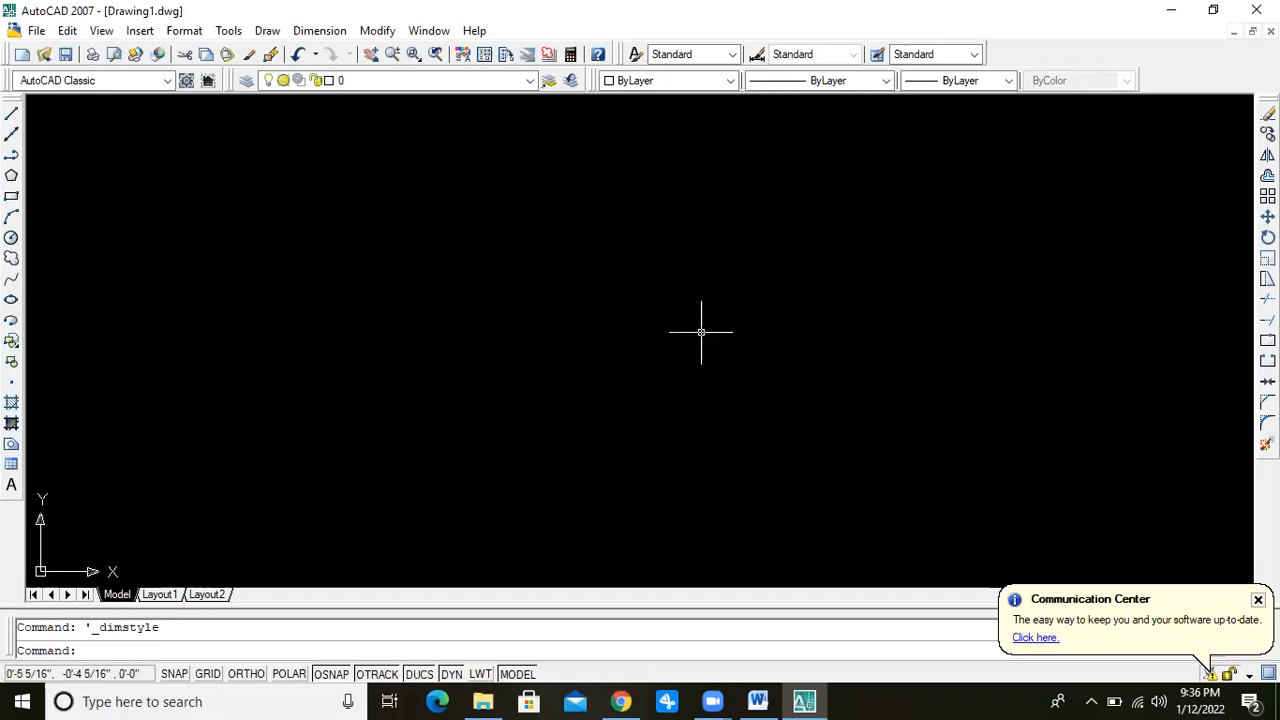 AutoCAD 2007 - [Drawing1.dwg]
File Edit View Insert Format Tools Draw Dimension Modify Window Help
Standard Standard Standard
AutoCAD Classic 0 ByLayer ByLayer ByLayer ByColor
A
Y
X
Model Layout1 Layout2
Communication Center
The easy way to keep you and your software up-to-date.
Click here.
Command: '_dimstyle
Command:
0'-5 5/16", -0'-4 5/16", 0'-0" SNAP GRID ORTHO POLAR OSNAP OTRACK DUCS DYN LWT MODEL
Type here to search
9:36 PM
1/12/2022
2